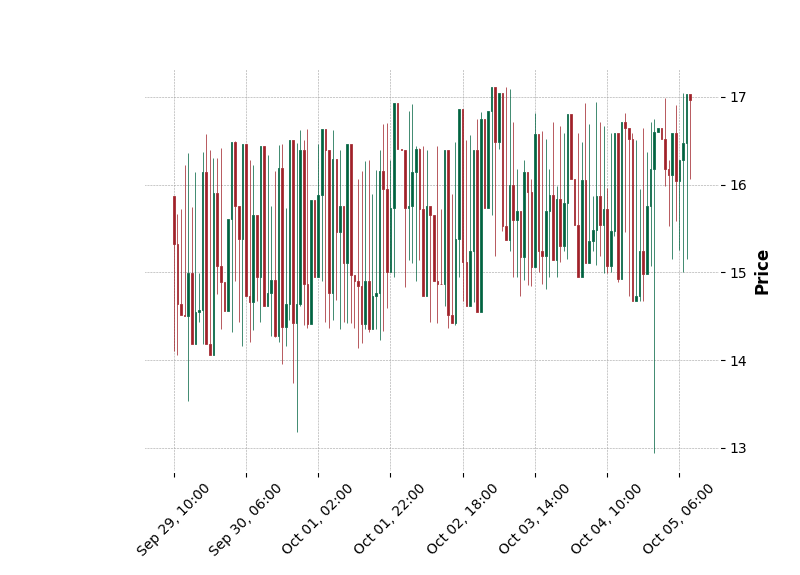 17
16
15
14
13
Price
Sep 29, 10:00
Sep 30, 06:00
Oct 01, 02:00
Oct 01, 22:00
Oct 02, 18:00
Oct 03, 14:00
Oct 04, 10:00
Oct 05, 06:00